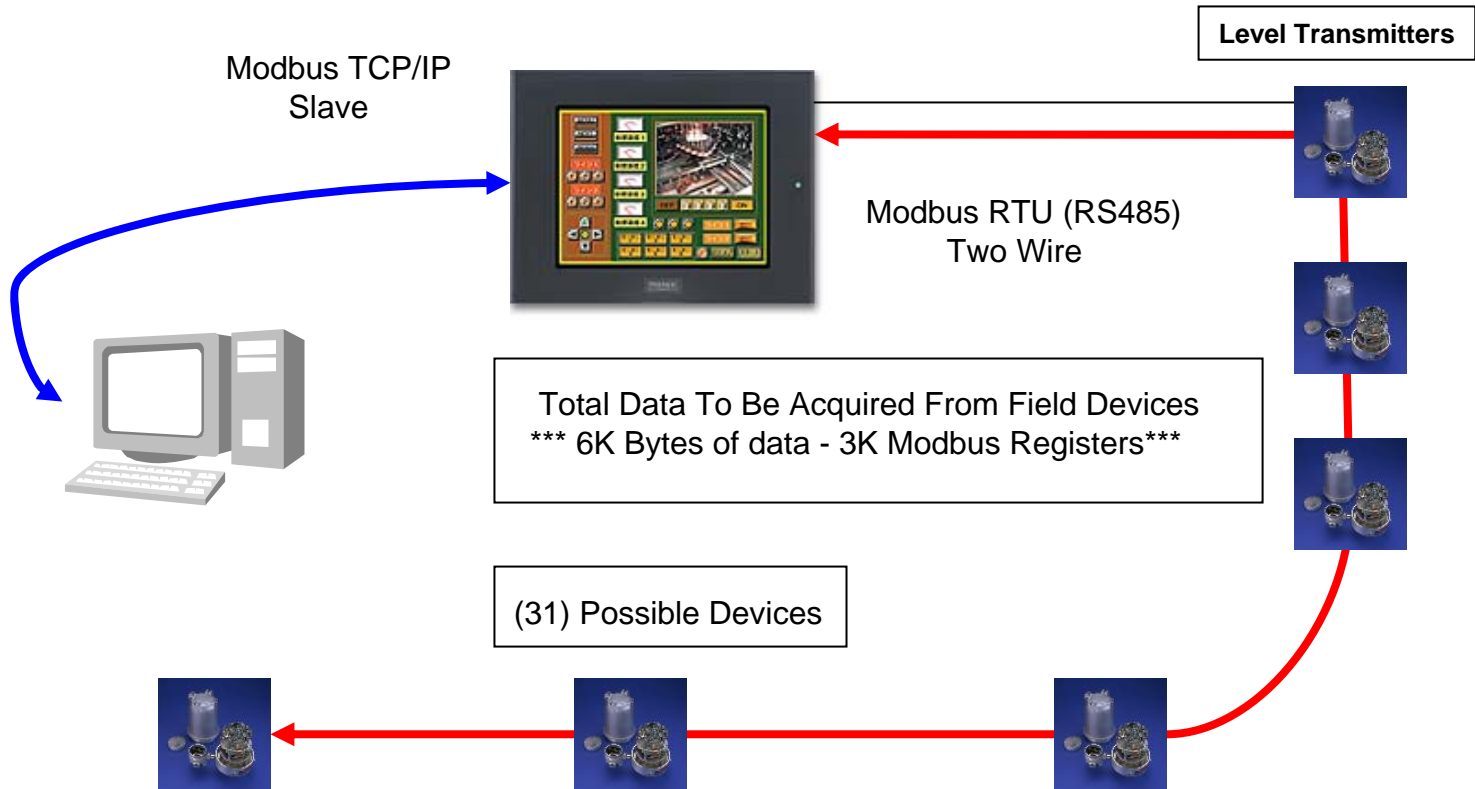 Level Transmitters
Modbus TCP/IP
Slave
Modbus RTU (RS485)
Two Wire
Total Data To Be Acquired From Field Devices
*** 6K Bytes of data - 3K Modbus Registers***
(31) Possible Devices